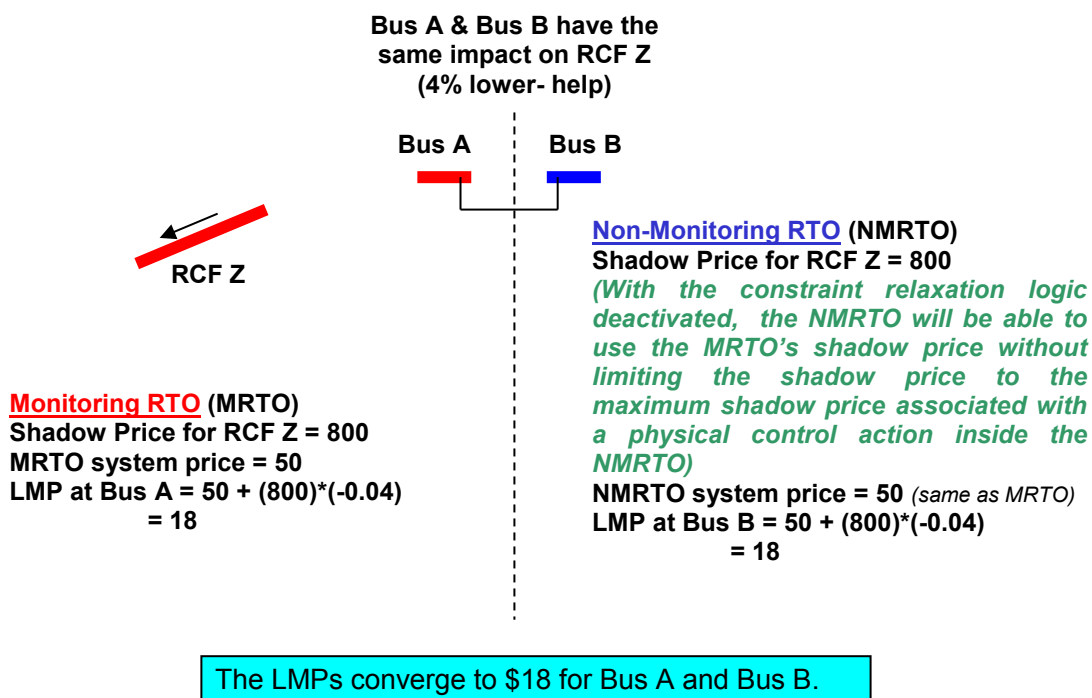 Bus A & Bus B have the
same impact on RCF Z
(4% lower- help)
Bus A
Bus B
RCF Z
Monitoring RTO (MRTO)
Shadow Price for RCF Z = 800
MRTO system price = 50
LMP at Bus A = 50 + (800)*(-0.04)
= 18
Non-Monitoring RTO (NMRTO)
Shadow Price for RCF Z = 800
(With the constraint relaxation logic
deactivated, the NMRTO will be able to
use the MRTO's shadow price without
limiting the shadow price to the
maximum shadow price associated with
a physical control action inside the
NMRTO)
NMRTO system price = 50 (same as MRTO)
LMP at Bus B = 50 + (800)*(-0.04)
= 18
The LMPs converge to $18 for Bus A and Bus B.